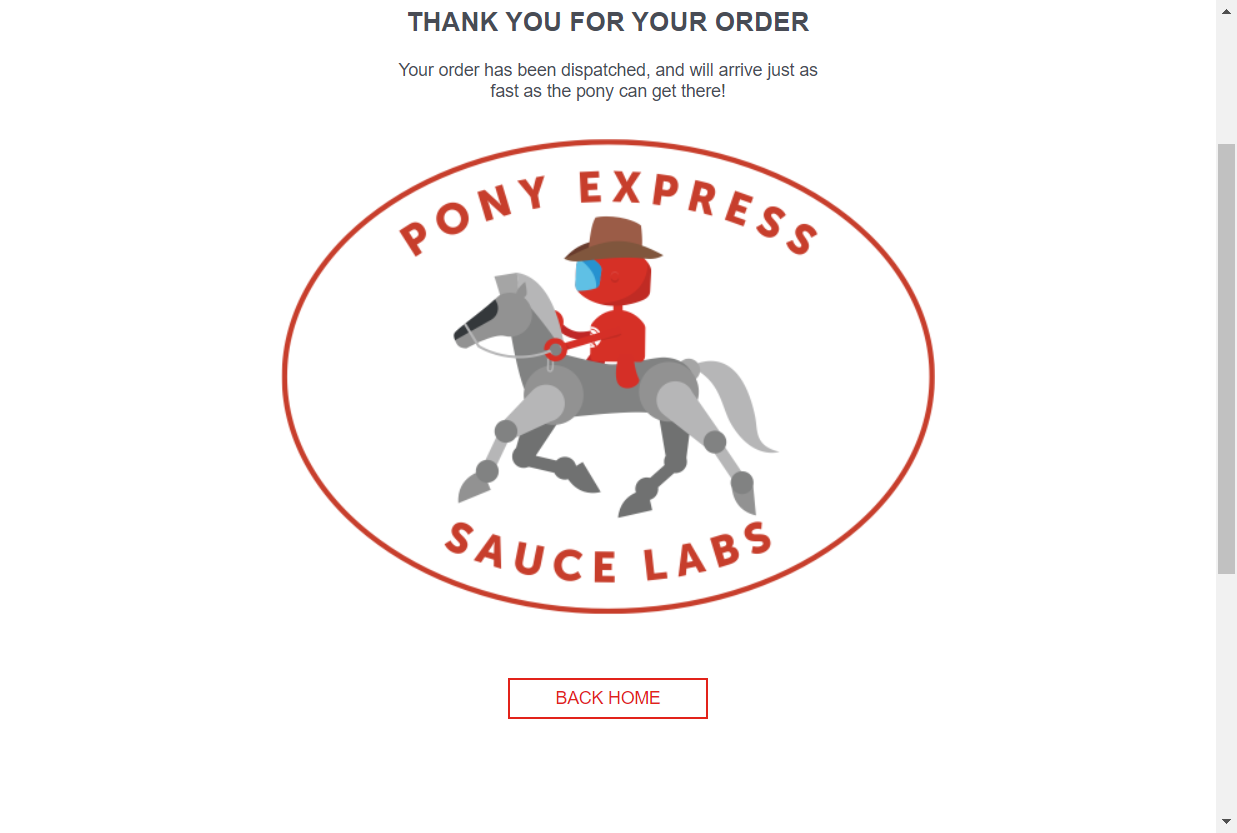 THANK YOU FOR YOUR ORDER
Your order has been dispatched, and will arrive just as
fast as the pony can get there!
PONY EXPRESS
SAUCE LABS
BACK HOME